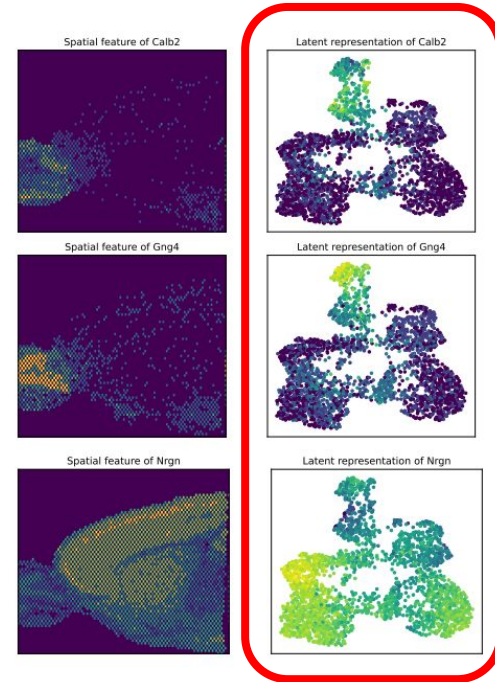 Spatial feature of Calb2
Latent representation of Calb2
Spatial feature of Gng4
Latent representation of Gng4
Spatial feature of Nrgn
Latent representation of Nrgn